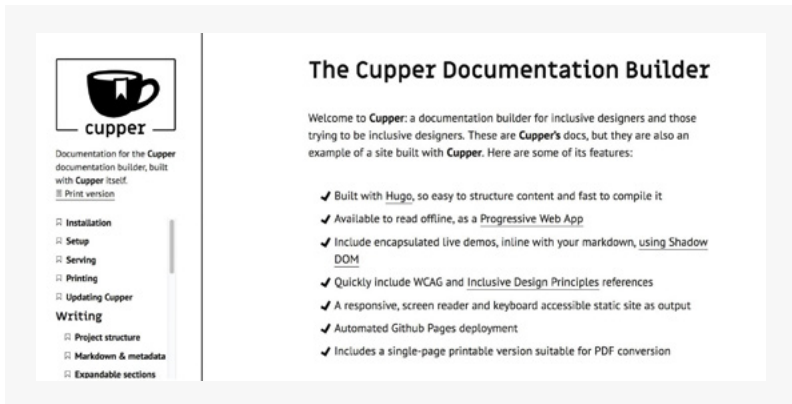 cupper
Documentation for the Cupper
documentation builder, built
with Cupper itself.
Print version
Installation
Setup
Serving
Printing
Updating Cupper
Writing
Project structure
Markdown & metadata
Expandable sections
The Cupper Documentation Builder
Welcome to Cupper: a documentation builder for inclusive designers and those
trying to be inclusive designers. These are Cupper's docs, but they are also an
example of a site built with Cupper. Here are some of its features:
Built with Hugo, so easy to structure content and fast to compile it
Available to read offline, as a Progressive Web App
Include encapsulated live demos, inline with your markdown, using Shadow
DOM
Quickly include WCAG and Inclusive Design Principles references
A responsive, screen reader and keyboard accessible static site as output
Automated Github Pages deployment
Includes a single-page printable version suitable for PDF conversion